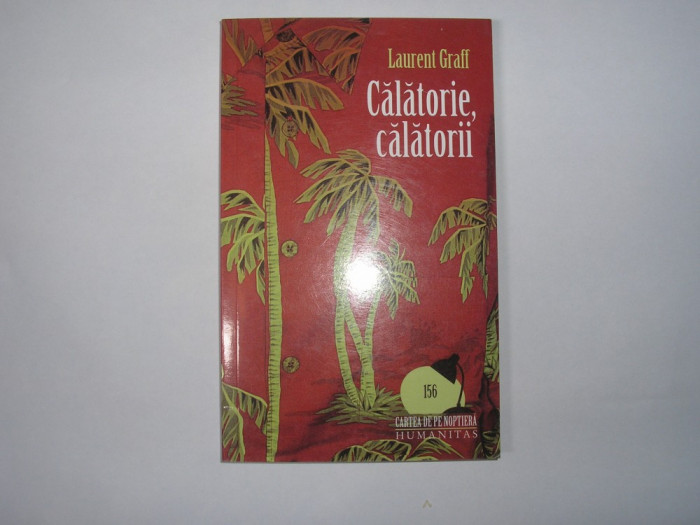 Laurent Graff
Călătorie,
călătorii
156
CARTEA DE PE NOPTIERĂ
HUMANITAS